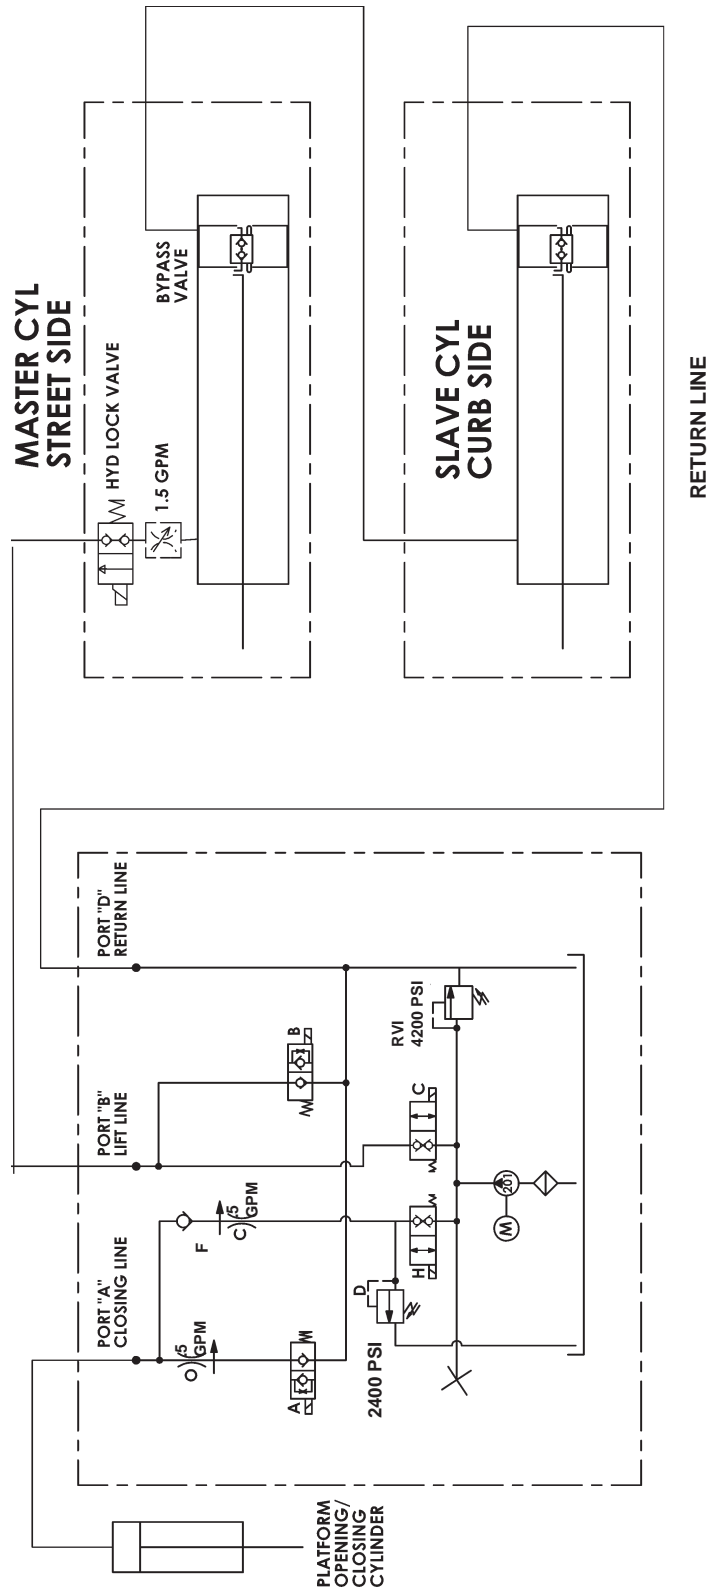 MASTER CYL
STREET SIDE
HYD LOCK VALVE
1.5 GPM
BYPASS
VALVE
SLAVE CYL
CURB SIDE
RETURN LINE
PORT "D"
RETURN LINE
PORT "B"
LIFT LINE
PORT "A"
CLOSING LINE
B
RVI
4200 PSI
C
F
C
.5
GPM
H
D
2400 PSI
O
.5
GPM
A
M
201
PLATFORM
OPENING/
CLOSING
CYLINDER